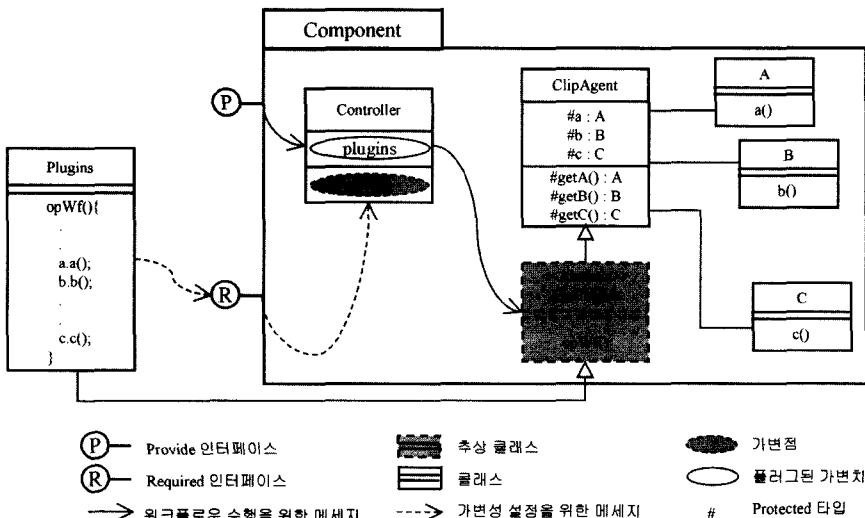 Component
P
Controller
plugins
ClipAgent
#a : A
#b : B
#c : C
#getA() : A
#getB() : B
#getC() : C
A
a()
B
b()
C
c()
Plugins
opWf(){
.
.
a.a();
b.b();
.
.
c.c();
}
R
P Provide 인터페이스
추상 클래스
가변점
R Required 인터페이스
클래스
플러그된 가변치
워크플로우 수행을 위한 메세지
가변성 설정을 위한 메세지
# Protected 타입